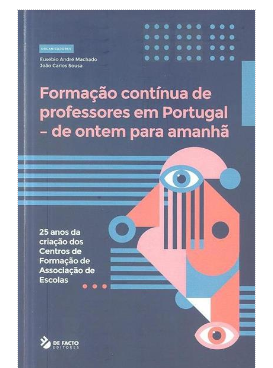 ORGANIZADORES
Eusébio André Machado
João Carlos Sousa
Formação contínua de
professores em Portugal
– de ontem para amanhã
25 anos da
criação dos
Centros de
Formação de
Associação de
Escolas
DE FACTO
EDITORES